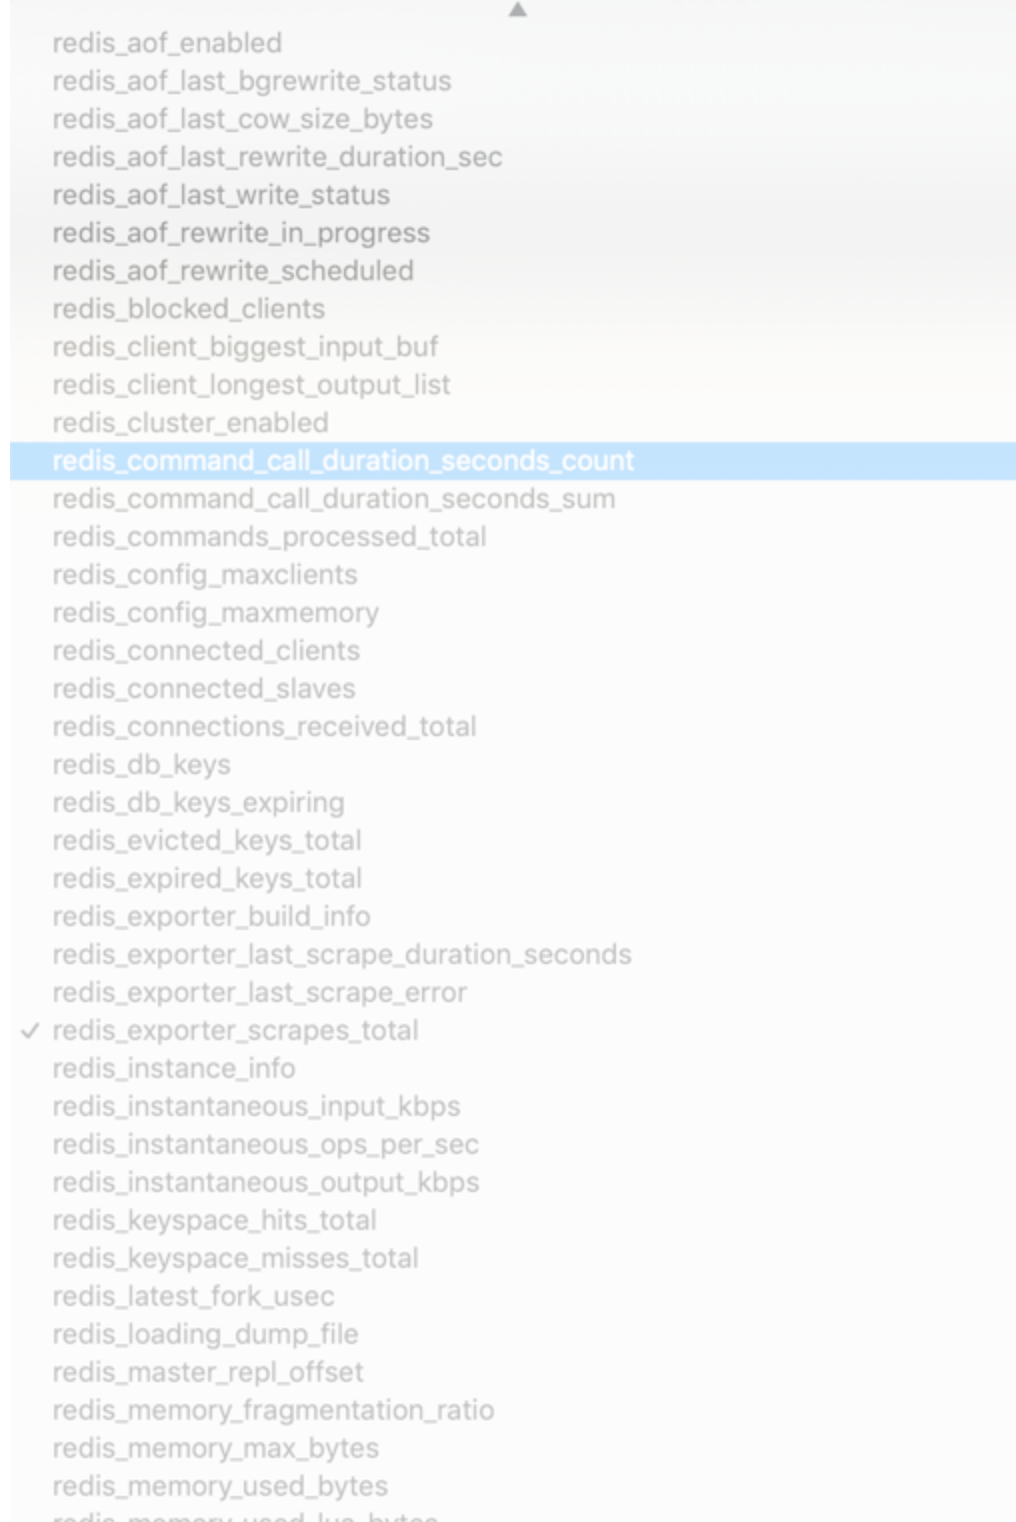 redis_aof_enabled
redis_aof_last_bgrewrite_status
redis_aof_last_cow_size_bytes
redis_aof_last_rewrite_duration_sec
redis_aof_last_write_status
redis_aof_rewrite_in_progress
redis_aof_rewrite_scheduled
redis_blocked_clients
redis_client_biggest_input_buf
redis_client_longest_output_list
redis_cluster_enabled
redis_command_call_duration_seconds_count
redis_command_call_duration_seconds_sum
redis_commands_processed_total
redis_config_maxclients
redis_config_maxmemory
redis_connected_clients
redis_connected_slaves
redis_connections_received_total
redis_db_keys
redis_db_keys_expiring
redis_evicted_keys_total
redis_expired_keys_total
redis_exporter_build_info
redis_exporter_last_scrape_duration_seconds
redis_exporter_last_scrape_error
redis_exporter_scrapes_total
redis_instance_info
redis_instantaneous_input_kbps
redis_instantaneous_ops_per_sec
redis_instantaneous_output_kbps
redis_keyspace_hits_total
redis_keyspace_misses_total
redis_latest_fork_usec
redis_loading_dump_file
redis_master_repl_offset
redis_memory_fragmentation_ratio
redis_memory_max_bytes
redis_memory_used_bytes